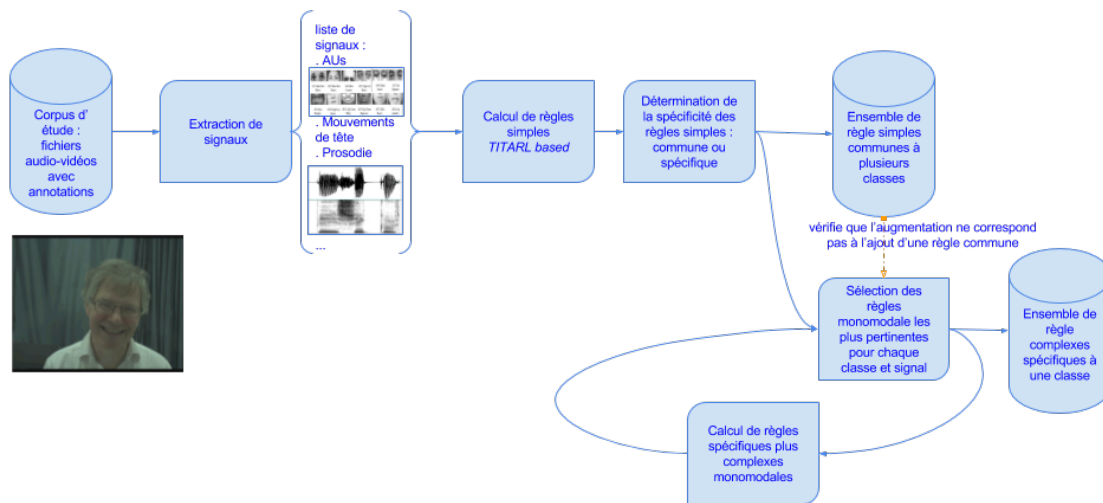 Corpus d'
étude :
fichiers
audio-vidéos
avec
annotations
Extraction de
signaux
liste de
signaux :
. AUs
. Mouvements
de tête
. Prosodie
...
Calcul de règles
simples
TITARL based
Détermination de
la spécificité des
règles simples :
commune ou
spécifique
Ensemble de
règle simples
communes à
plusieurs
classes
vérifie que l'augmentation ne correspond
pas à l'ajout d'une règle commune
Sélection des
règles
monomodale les
plus pertinentes
pour chaque
classe et signal
Ensemble de
règle
complexes
spécifiques à
une classe
Calcul de règles
spécifiques plus
complexes
monomodales